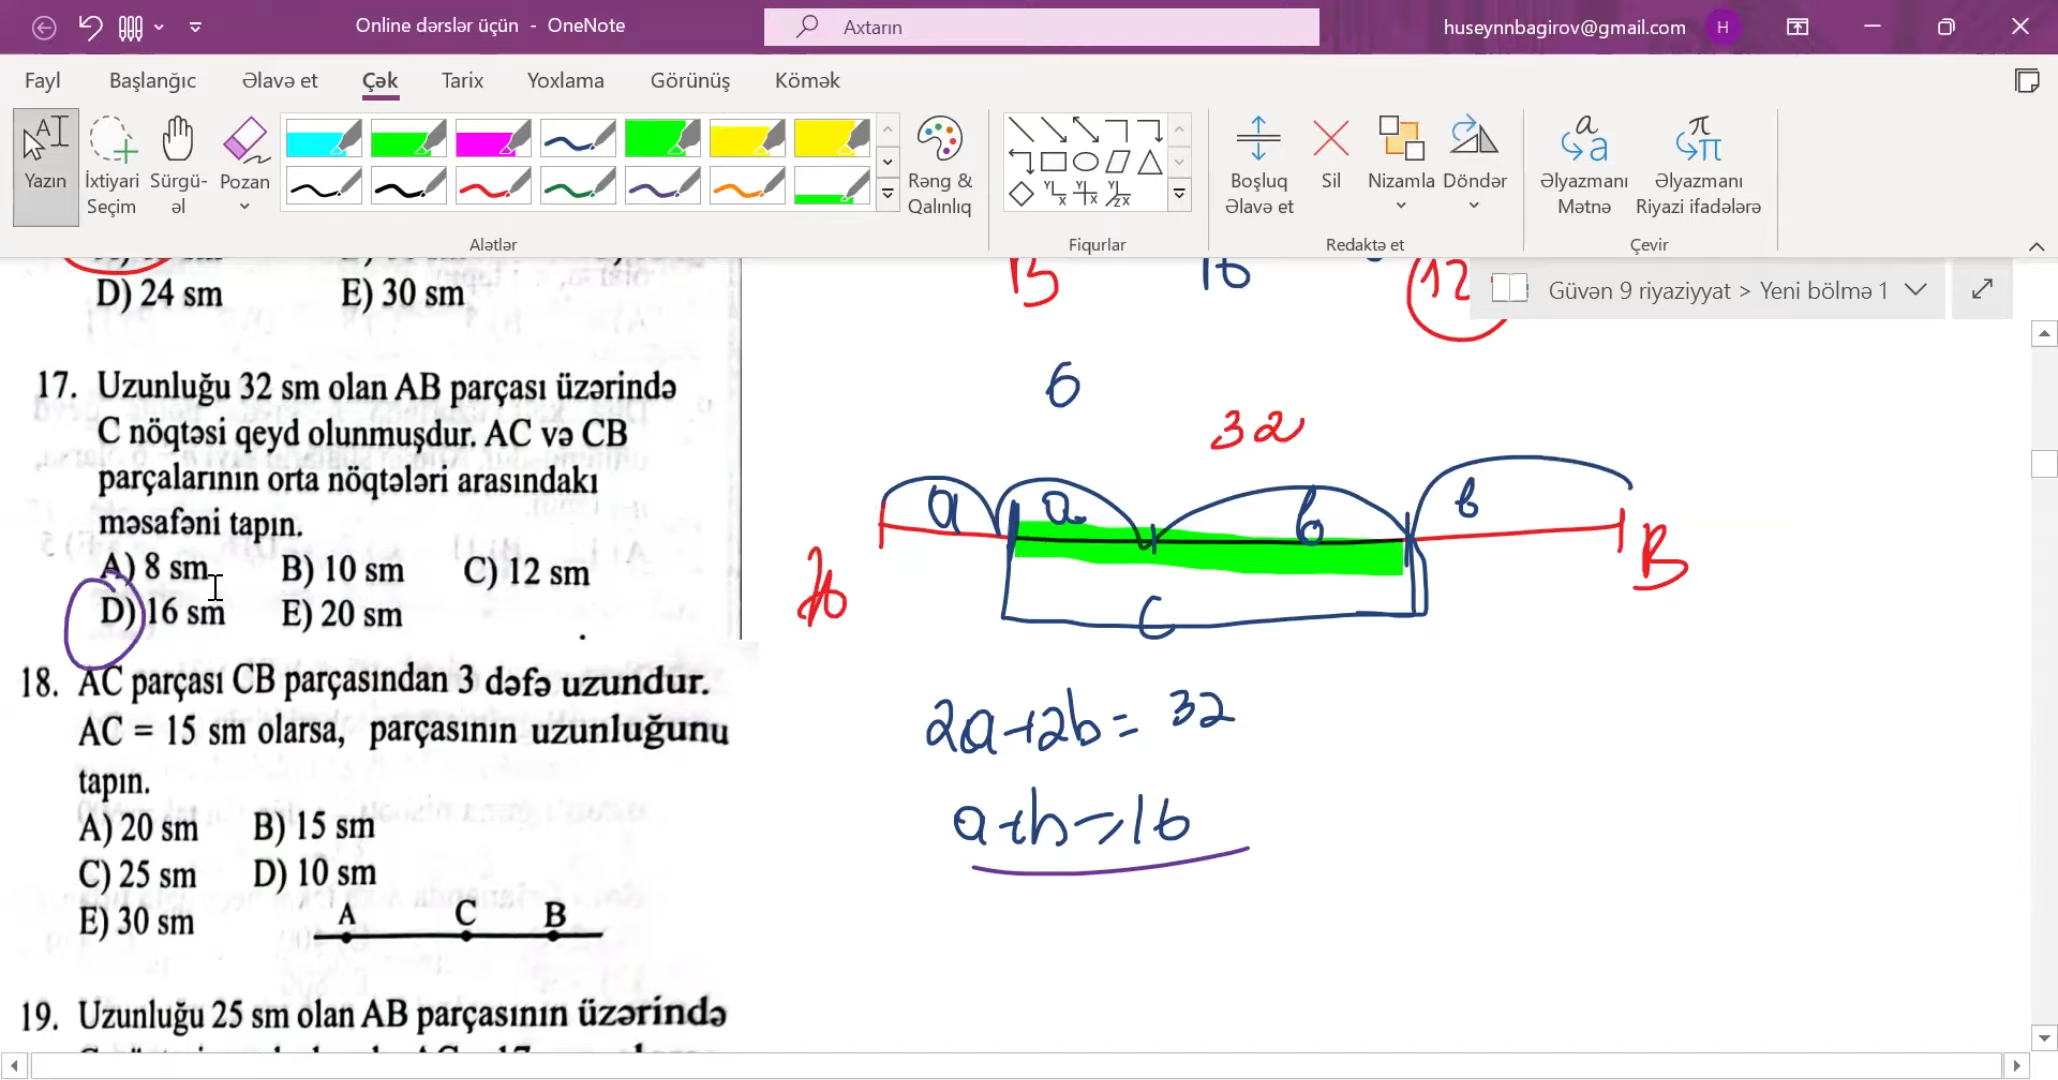 Online dərslər üçün - OneNote
Axtarın
huseynnbagirov@gmail.com
H
Fayl Başlanğıc Əlavə et Çək Tarix Yoxlama Görünüş Kömək
Yazın
İxtiyari Seçim
Sürgü-əl
Pozan
Rəng & Qalınlıq
Boşluq Əlavə et
Sil
Nizamla
Döndər
Əlyazmanı Mətnə
Əlyazmanı Riyazi ifadələrə
Alətlər
Fiqurlar
Redaktə et
Çevir
Güvən 9 riyaziyyat > Yeni bölmə 1
D) 24 sm E) 30 sm
17. Uzunluğu 32 sm olan AB parçası üzərində
C nöqtəsi qeyd olunmuşdur. AC və CB
parçalarının orta nöqtələri arasındakı
məsafəni tapın.
A) 8 sm B) 10 sm C) 12 sm
D) 16 sm E) 20 sm
18. AC parçası CB parçasından 3 dəfə uzundur.
AC = 15 sm olarsa, parçasının uzunluğunu
tapın.
A) 20 sm B) 15 sm
C) 25 sm D) 10 sm
E) 30 sm
A C B
19. Uzunluğu 25 sm olan AB parçasının üzərində
12
6
32
a a b b
A B
C
2a+2b= 32
a+b=16